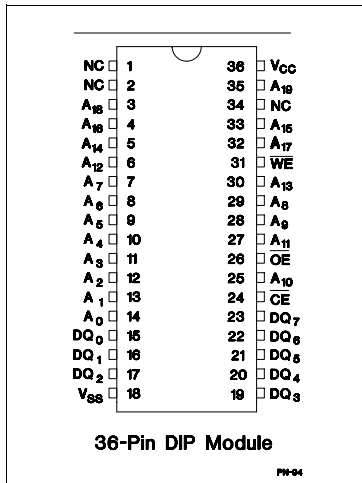 NC 1 36 VCC
NC 2 35 A19
A18 3 34 NC
A16 4 33 A15
A14 5 32 A17
A12 6 31 WE
A7 7 30 A13
A6 8 29 A8
A5 9 28 A9
A4 10 27 A11
A3 11 26 OE
A2 12 25 A10
A1 13 24 CE
A0 14 23 DQ7
DQ0 15 22 DQ6
DQ1 16 21 DQ5
DQ2 17 20 DQ4
VSS 18 19 DQ3
36-Pin DIP Module
PN-94